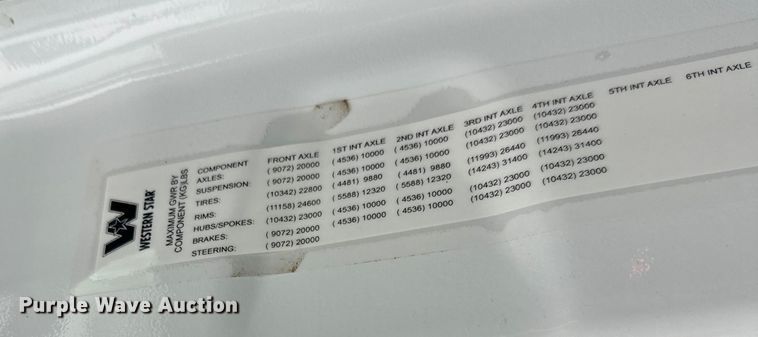 WESTERN STAR
MAXIMUM GWR BY
COMPONENT (KG)LBS
COMPONENT FRONT AXLE 1ST INT AXLE 2ND INT AXLE 3RD INT AXLE 4TH INT AXLE 5TH INT AXLE 6TH INT AXLE
AXLES: ( 9072) 20000 ( 4536) 10000 ( 4536) 10000 (10432) 23000 (10432) 23000
SUSPENSION: ( 9072) 20000 ( 4536) 10000 ( 4536) 10000 (10432) 23000 (10432) 23000
TIRES: (10342) 22800 ( 4481) 9880 ( 4481) 9880 (11993) 26440 (11993) 26440
RIMS: (11158) 24600 ( 5588) 12320 ( 5588) 12320 (14243) 31400 (14243) 31400
HUBS/SPOKES: (10432) 23000 ( 4536) 10000 ( 4536) 10000 (10432) 23000 (10432) 23000
BRAKES: ( 9072) 20000 ( 4536) 10000 ( 4536) 10000 (10432) 23000 (10432) 23000
STEERING: ( 9072) 20000
Purple Wave Auction